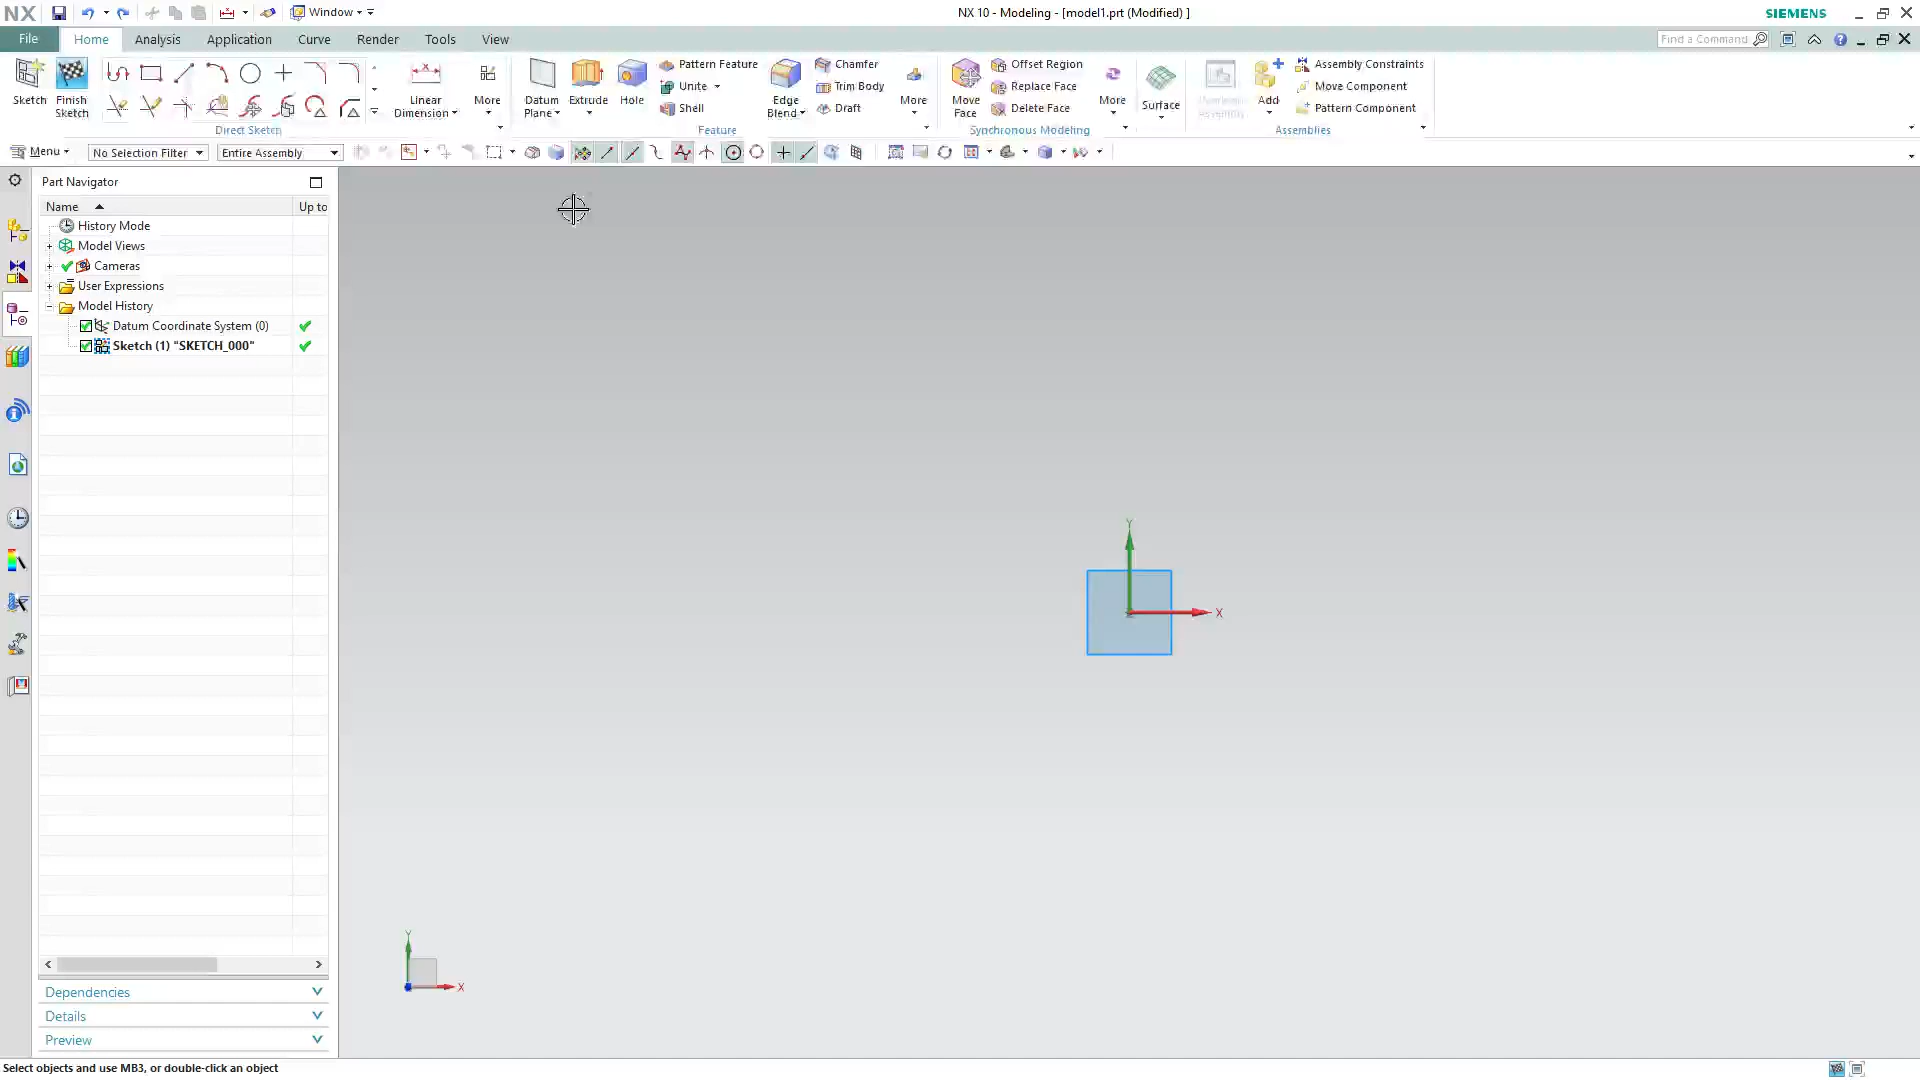 NX
Window
NX 10 - Modeling - [model1.prt (Modified) ]
SIEMENS
File
Home
Analysis
Application
Curve
Render
Tools
View
Find a Command
Sketch
Finish Sketch
Linear Dimension
More
Datum Plane
Extrude
Hole
Pattern Feature
Unite
Shell
Edge Blend
Chamfer
Trim Body
Draft
More
Move Face
Offset Region
Replace Face
Delete Face
More
Surface
Add
Assembly Constraints
Move Component
Pattern Component
Direct Sketch
Feature
Synchronous Modeling
Assemblies
Menu
No Selection Filter
Entire Assembly
Part Navigator
Name
Up to
History Mode
Model Views
Cameras
User Expressions
Model History
Datum Coordinate System (0)
Sketch (1) "SKETCH_000"
Y
X
Y
X
Dependencies
Details
Preview
Select objects and use MB3, or double-click an object